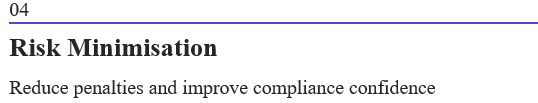 04
Risk Minimisation
Reduce penalties and improve compliance confidence